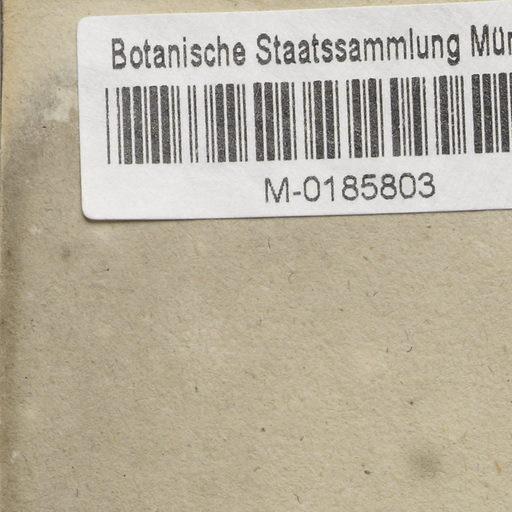 Botanische Staatssammlung Mün
M-0185803